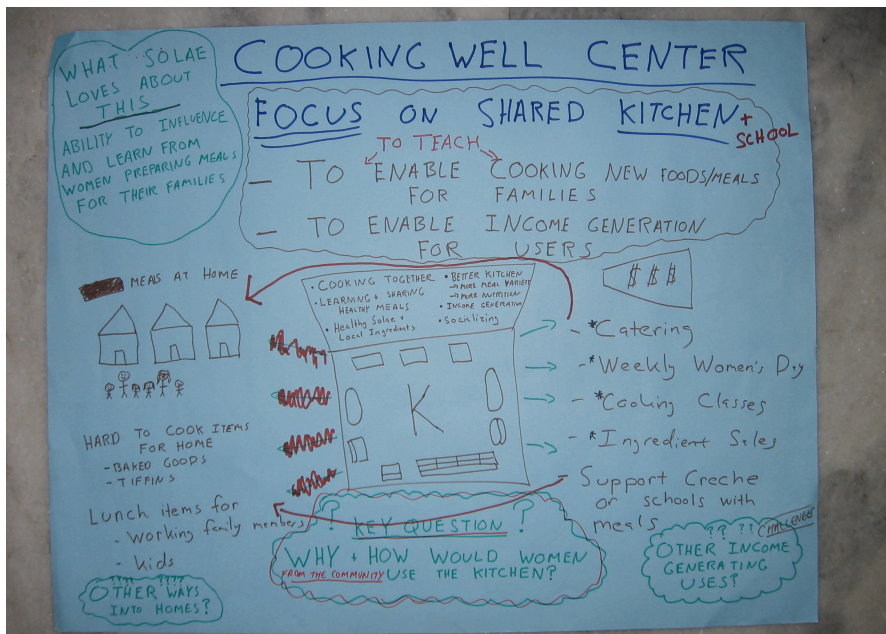 COOKING WELL CENTER
WHAT SOLAE
LOVES ABOUT
THIS
ABILITY TO INFLUENCE
AND LEARN FROM
WOMEN PREPARING MEALS
FOR THEIR FAMILIES
FOCUS ON SHARED KITCHEN +
SCHOOL
TO TEACH
- TO ENABLE COOKING NEW FOODS/MEALS
FOR FAMILIES
- TO ENABLE INCOME GENERATION
FOR USERS
MEALS AT HOME
• COOKING TOGETHER
• LEARNING + SHARING
HEALTHY MEALS
• Healthy Solae +
Local Ingredients
• BETTER KITCHEN
→ MORE MEAL VARIETY
→ MORE NUTRITION
• INCOME GENERATION
• Socializing
K
$ $ $
- *Catering
- *Weekly Women's Day
- *Cooking Classes
- *Ingredient Sales
- Support Creche
or schools with
meals
HARD TO COOK ITEMS
FOR HOME
- BAKED GOODS
- TIFFINS
Lunch items for
- Working family members
- Kids
???? ????
OTHER WAYS
INTO HOMES?
? KEY QUESTION ?
WHY + HOW WOULD WOMEN
FROM THE COMMUNITY USE THE KITCHEN?
?? ??
OTHER INCOME
GENERATING
USES?